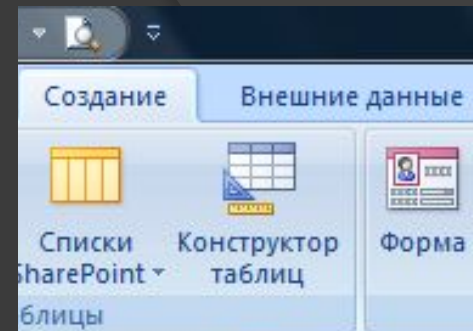 Создание Внешние данные
Списки Конструктор Форма
SharePoint таблиц
блицы